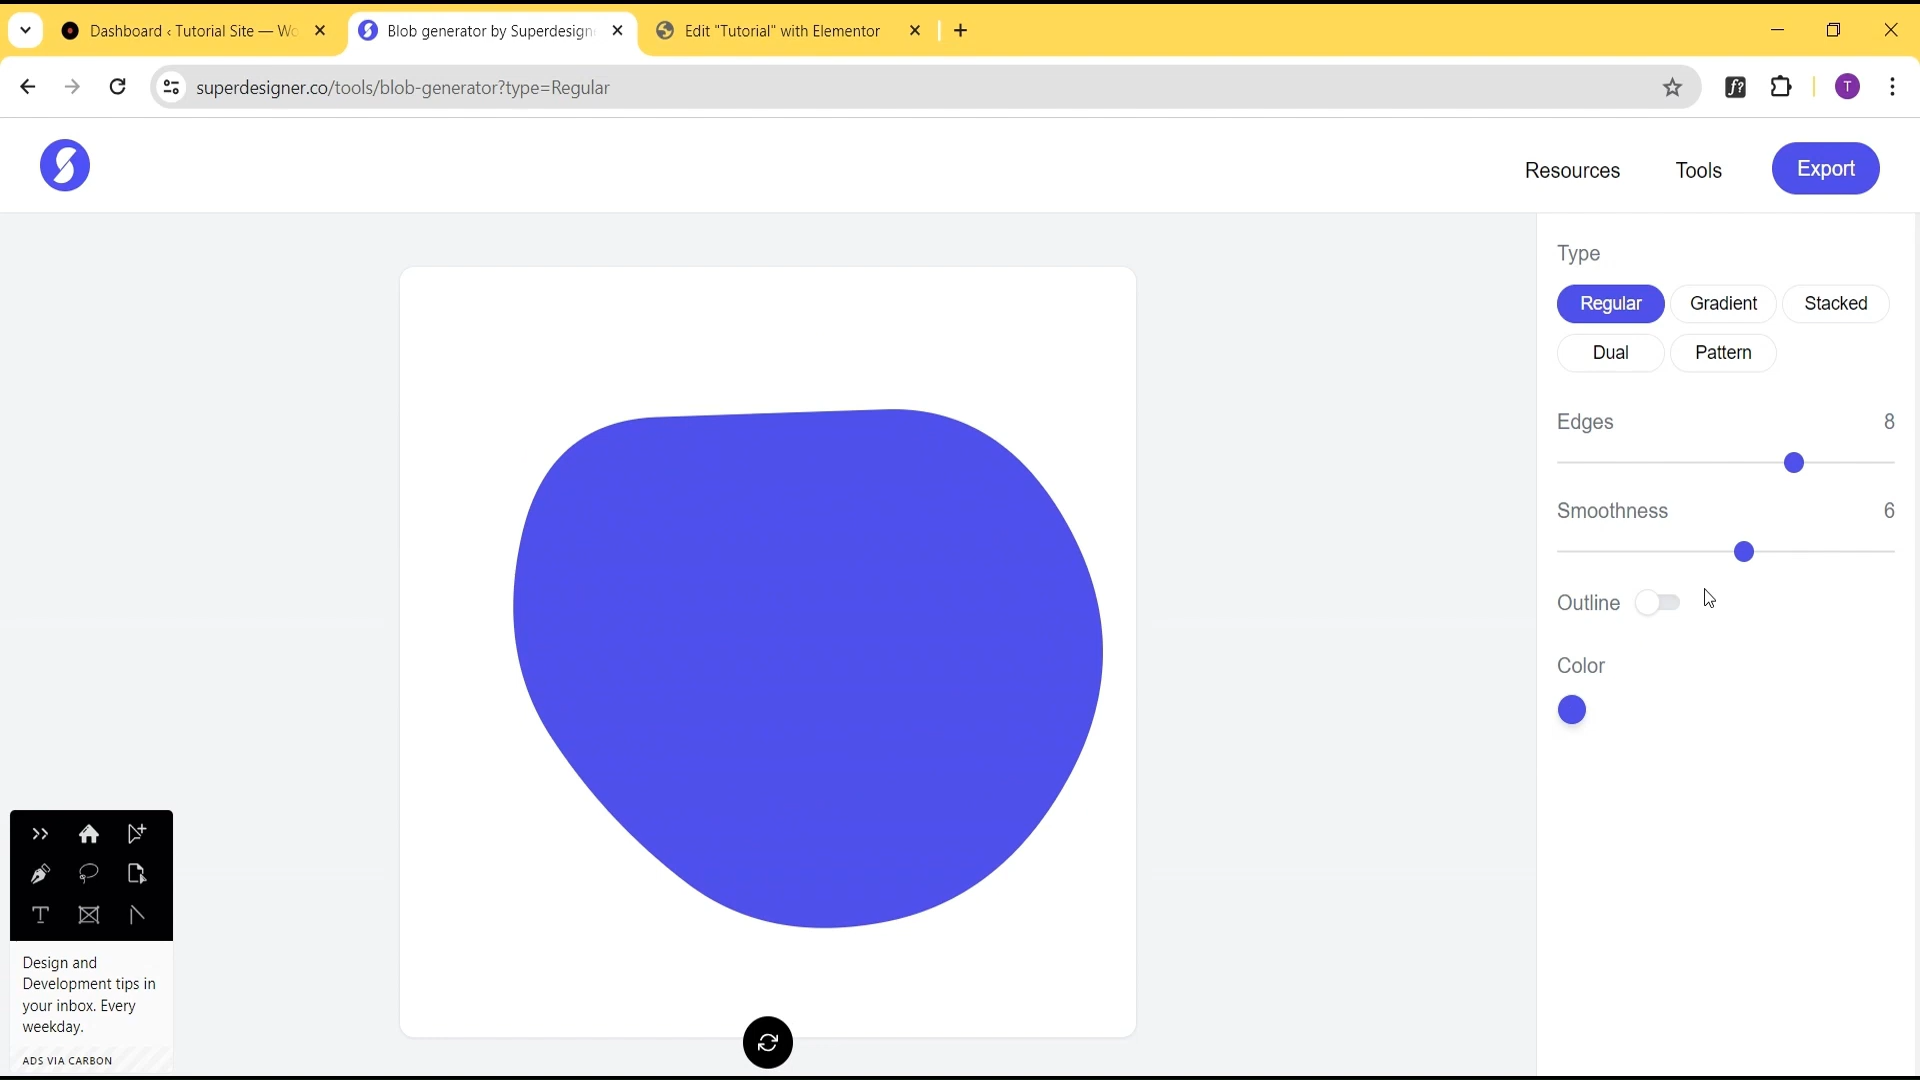 Dashboard ‹ Tutorial Site — Wo
Blob generator by Superdesign
Edit "Tutorial" with Elementor
superdesigner.co/tools/blob-generator?type=Regular
f?
T
Resources
Tools
Export
Type
Regular
Gradient
Stacked
Dual
Pattern
Edges
8
Smoothness
6
Outline
Color
T
Design and
Development tips in
your inbox. Every
weekday.
ADS VIA CARBON